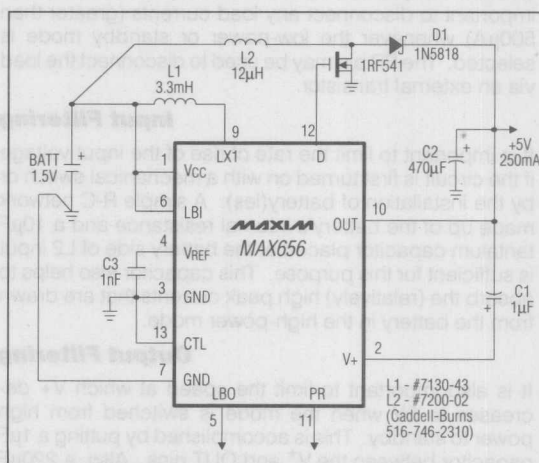 important to disconnect any load currents (greater than
500µA) whenever the low-power or standby mode is
selected.
be used to disconnect the load
via an external transistor.
Input Filtering
important to limit the rate of rise of the input voltage
if the circuit is first turned on with a mechanical switch or
by the installation of battery(ies). A simple R-C network
made up of the battery's internal resistance and a 10µF
tantalum capacitor placed at the battery side of L2 input
is sufficient for this purpose. This capacitor also helps to
absorb the (relatively) high peak currents that are drawn
from the battery in the high-power mode.
Output Filtering
It is also important to limit the speed at which V+ de-
creases when the mode is switched from high
power to standby. This is accomplished by putting a 1µF
capacitor between the V+ and OUT pins. Also, a 220µF
D1
1N5818
L2
12µH
1RF541
L1
3.3mH
9
12
LX1
D
+5V
250mA
C2
470µF
+
BATT
1.5V
+
1
VCC
6
LBI
10
OUT
MAXIM
MAX656
4
VREF
C3
1nF
3
GND
13
CTL
7
GND
C1
1µF
+
2
V+
LBO
5
PR
11
L1 - #7130-43
L2 - #7200-02
(Caddell-Burns
516-746-2310)